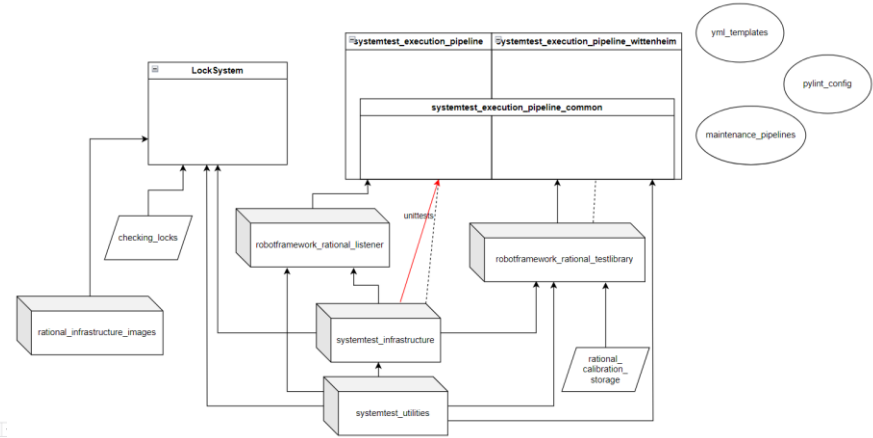 systemtest_execution_pipeline
systemtest_execution_pipeline_wittenheim
yml_templates
LockSystem
pylint_config
systemtest_execution_pipeline_common
maintenance_pipelines
unittests
checking_locks
robotframework_rational_listener
robotframework_rational_testlibrary
rational_infrastructure_images
systemtest_infrastructure
rational_
calibration_
storage
systemtest_utilities